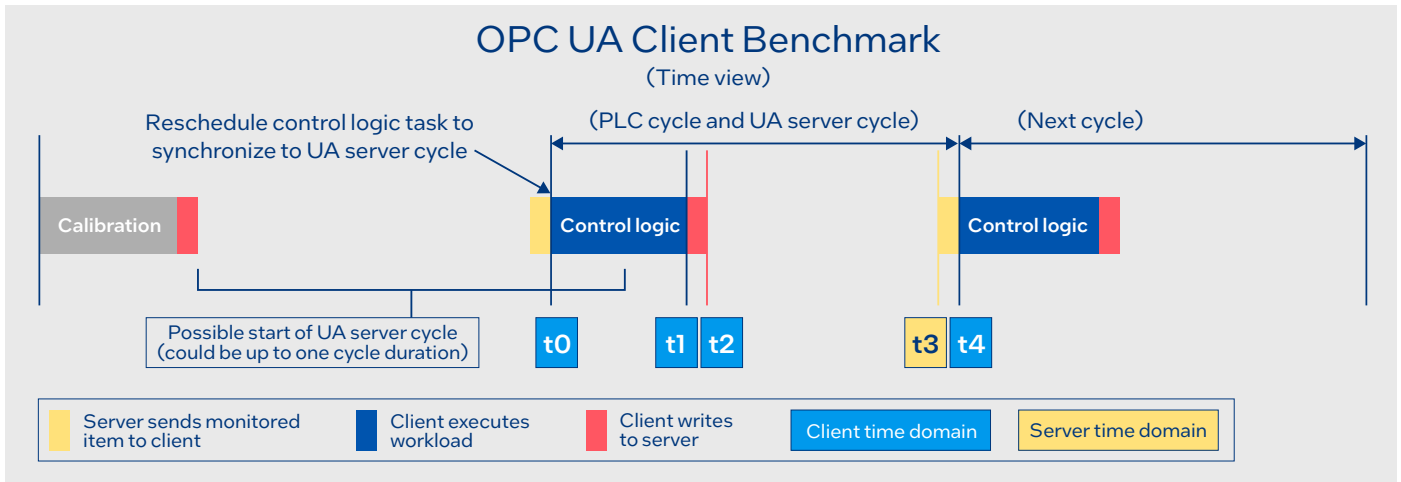 OPC UA Client Benchmark
(Time view)
Reschedule control logic task to
synchronize to UA server cycle
(PLC cycle and UA server cycle)
(Next cycle)
Calibration
Control logic
Control logic
Possible start of UA server cycle
(could be up to one cycle duration)
t0
t1
t2
t3
t4
Server sends monitored
item to client
Client executes
workload
Client writes
to server
Client time domain
Server time domain